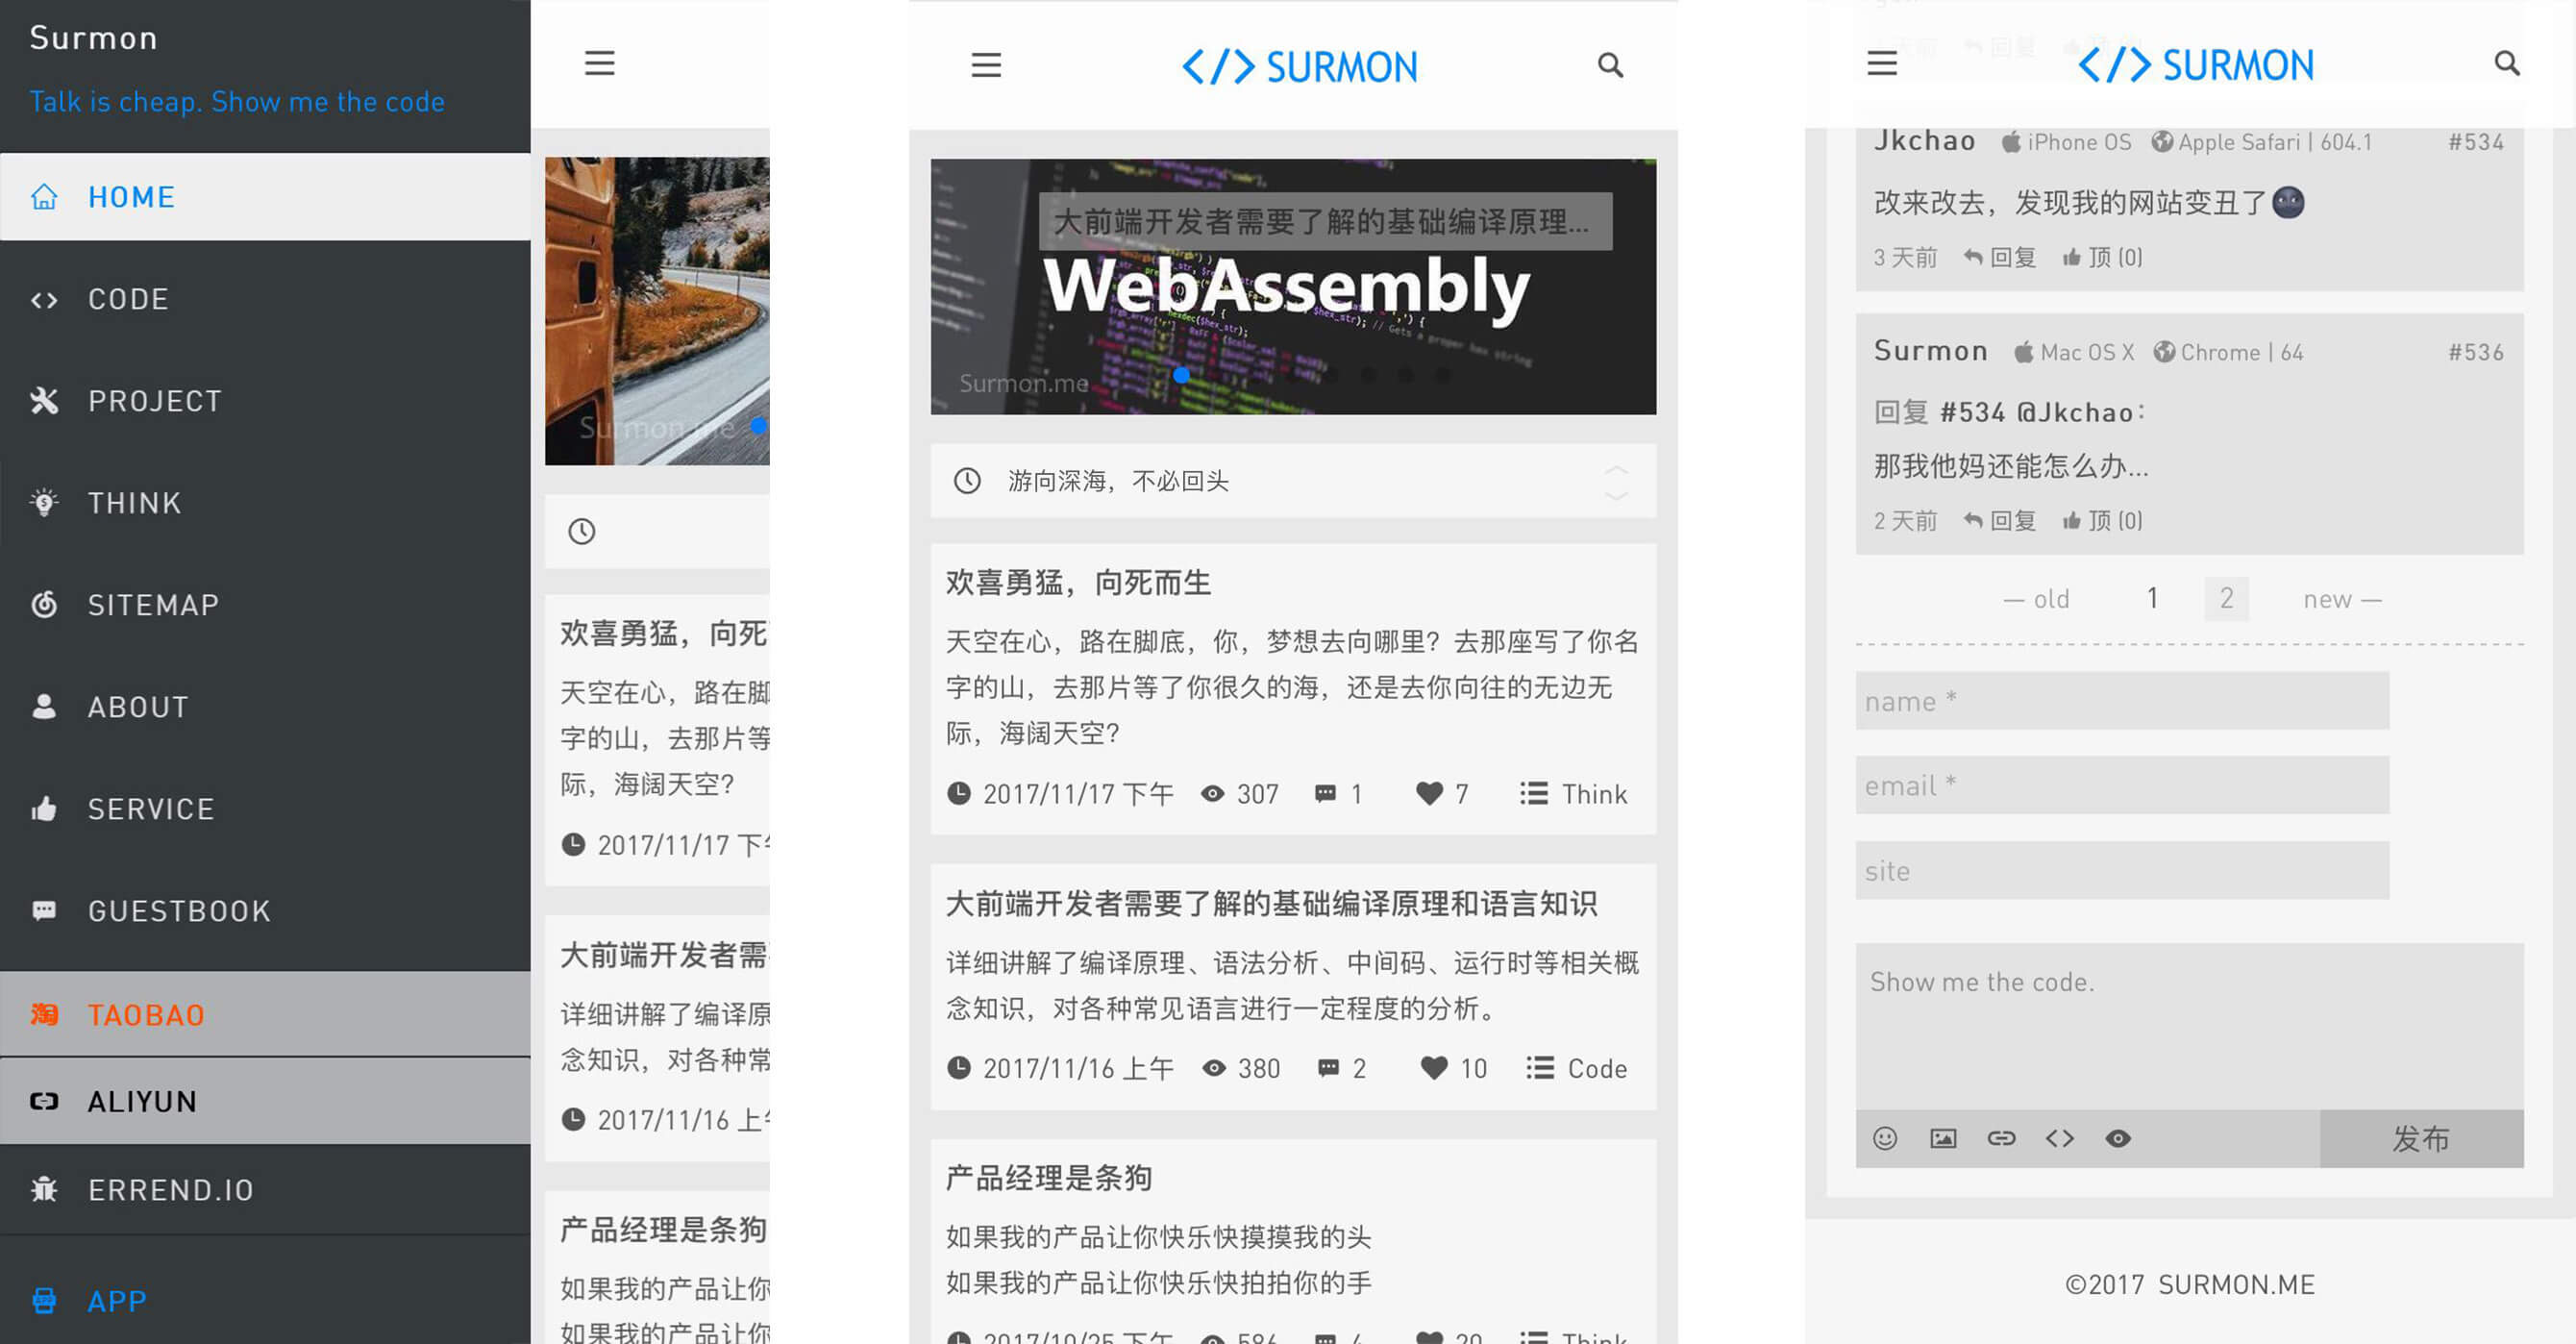 Surmon
Talk is cheap. Show me the code
HOME
CODE
PROJECT
THINK
SITEMAP
ABOUT
SERVICE
GUESTBOOK
淘 TAOBAO
ALIYUN
ERREND.IO
APP
Surmon.me
欢喜勇猛，向死
天空在心，路在脚
字的山，去那片等
际，海阔天空？
2017/11/17 下午
大前端开发者需
详细讲解了编译原
念知识，对各种常
2017/11/16 上午
产品经理是条狗
如果我的产品让你
如果我的产品让你
</> SURMON
大前端开发者需要了解的基础编译原理...
WebAssembly
Surmon.me
游向深海，不必回头
欢喜勇猛，向死而生
天空在心，路在脚底，你，梦想去向哪里？去那座写了你名
字的山，去那片等了你很久的海，还是去你向往的无边无
际，海阔天空？
2017/11/17 下午 307 1 7 Think
大前端开发者需要了解的基础编译原理和语言知识
详细讲解了编译原理、语法分析、中间码、运行时等相关概
念知识，对各种常见语言进行一定程度的分析。
2017/11/16 上午 380 2 10 Code
产品经理是条狗
如果我的产品让你快乐快摸摸我的头
如果我的产品让你快乐快拍拍你的手
2017/10/25 下午 586 4 20 Think
</> SURMON
Jkchao iPhone OS Apple Safari | 604.1 #534
改来改去，发现我的网站变丑了
3 天前 回复 顶 (0)
Surmon Mac OS X Chrome | 64 #536
回复 #534 @Jkchao：
那我他妈还能怎么办...
2 天前 回复 顶 (0)
— old 1 2 new —
name *
email *
site
Show me the code.
发布
©2017 SURMON.ME